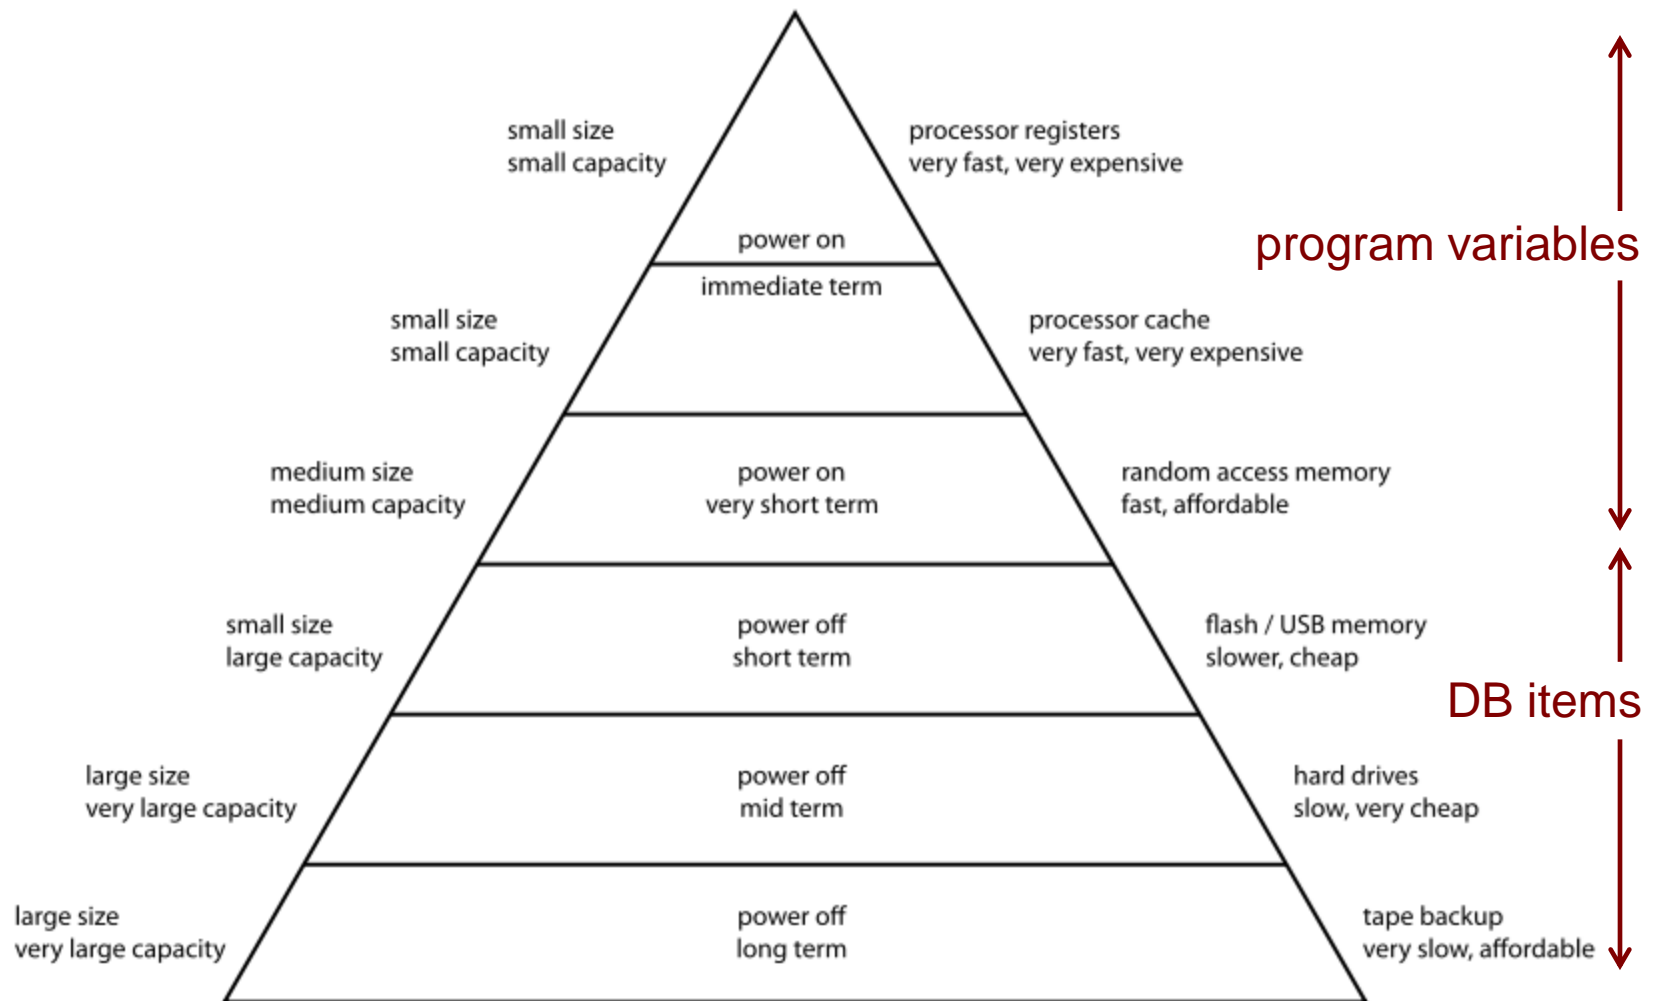 small size
small capacity
processor registers
very fast, very expensive
power on
program variables
immediate term
small size
small capacity
processor cache
very fast, very expensive
medium size
medium capacity
power on
very short term
random access memory
fast, affordable
small size
large capacity
power off
short term
flash / USB memory
slower, cheap
DB items
large size
very large capacity
power off
mid term
hard drives
slow, very cheap
large size
very large capacity
power off
long term
tape backup
very slow, affordable